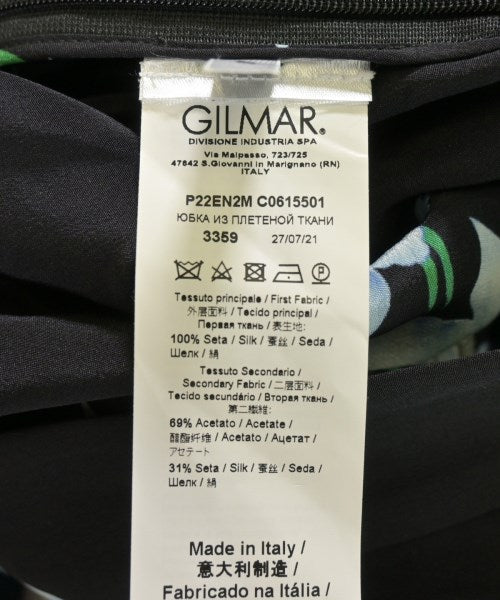 GILMAR®
DIVISIONE INDUSTRIA SPA
Via Malpasso, 723/725
47842 S.Giovanni in Marignano (RN)
ITALY
P22EN2M C0615501
ЮБКА ИЗ ПЛЕТЕНОЙ ТКАНИ
3359 27/07/21
P
Tessuto principale / First Fabric /
外层面料 / Tecido principal /
Первая ткань / 表生地:
100% Seta / Silk / 蚕丝 / Seda /
Шелк / 絹
Tessuto Secondario /
Secondary Fabric / 二层面料 /
Tecido secundário / Вторая ткань /
第二繊維:
69% Acetato / Acetate /
醋酯纤维 / Acetato / Ацетат /
アセテート
31% Seta / Silk / 蚕丝 / Seda /
Шелк / 絹
Made in Italy /
意大利制造 /
Fabricado na Itália /